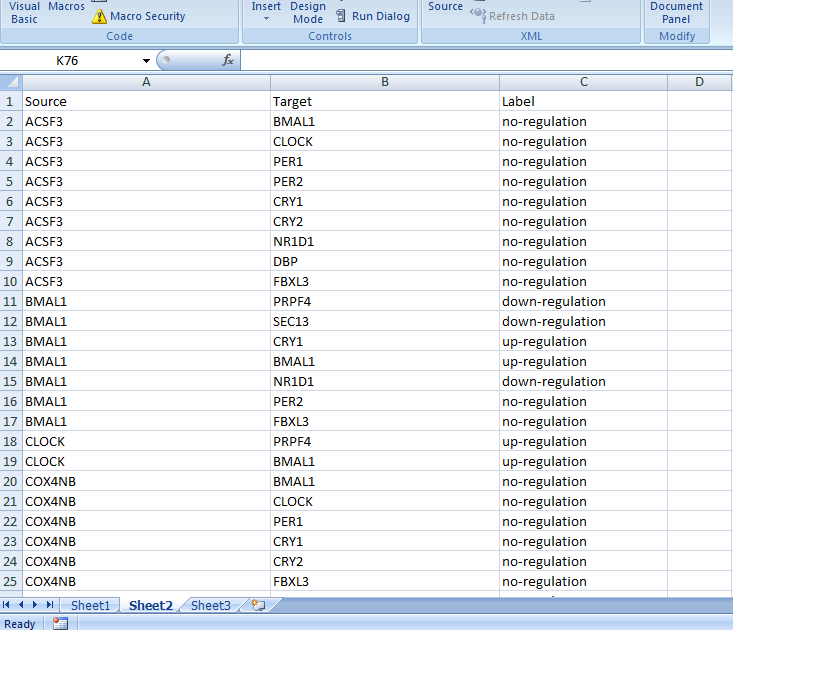 Visual Macros Insert Design Source Document
Basic Macro Security Mode Run Dialog Refresh Data Panel
Code Controls XML Modify
K76 fx
A B C D
1 Source Target Label
2 ACSF3 BMAL1 no-regulation
3 ACSF3 CLOCK no-regulation
4 ACSF3 PER1 no-regulation
5 ACSF3 PER2 no-regulation
6 ACSF3 CRY1 no-regulation
7 ACSF3 CRY2 no-regulation
8 ACSF3 NR1D1 no-regulation
9 ACSF3 DBP no-regulation
10 ACSF3 FBXL3 no-regulation
11 BMAL1 PRPF4 down-regulation
12 BMAL1 SEC13 down-regulation
13 BMAL1 CRY1 up-regulation
14 BMAL1 BMAL1 up-regulation
15 BMAL1 NR1D1 down-regulation
16 BMAL1 PER2 no-regulation
17 BMAL1 FBXL3 no-regulation
18 CLOCK PRPF4 up-regulation
19 CLOCK BMAL1 up-regulation
20 COX4NB BMAL1 no-regulation
21 COX4NB CLOCK no-regulation
22 COX4NB PER1 no-regulation
23 COX4NB CRY1 no-regulation
24 COX4NB CRY2 no-regulation
25 COX4NB FBXL3 no-regulation
Sheet1 Sheet2 Sheet3
Ready